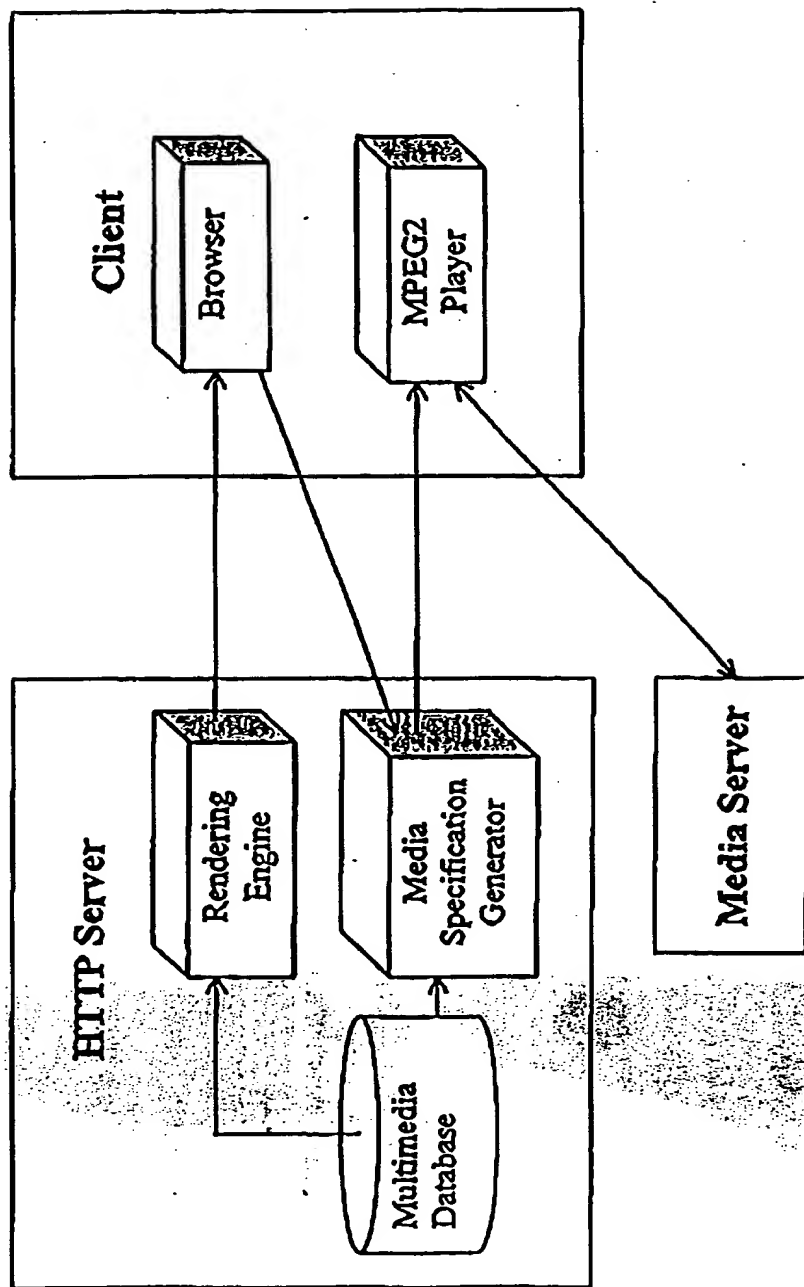 HTTP Server
Rendering
Engine
Multimedia
Database
Media
Specification
Generator
Client
Browser
MPEG2
Player
Media Server